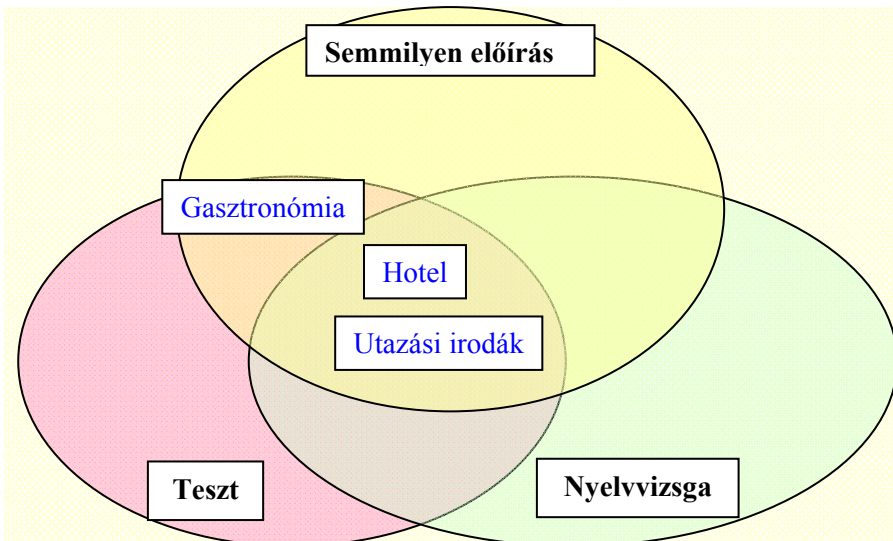 Semmilyen előírás
Gasztronómia
Hotel
Utazási irodák
Teszt
Nyelvvizsga